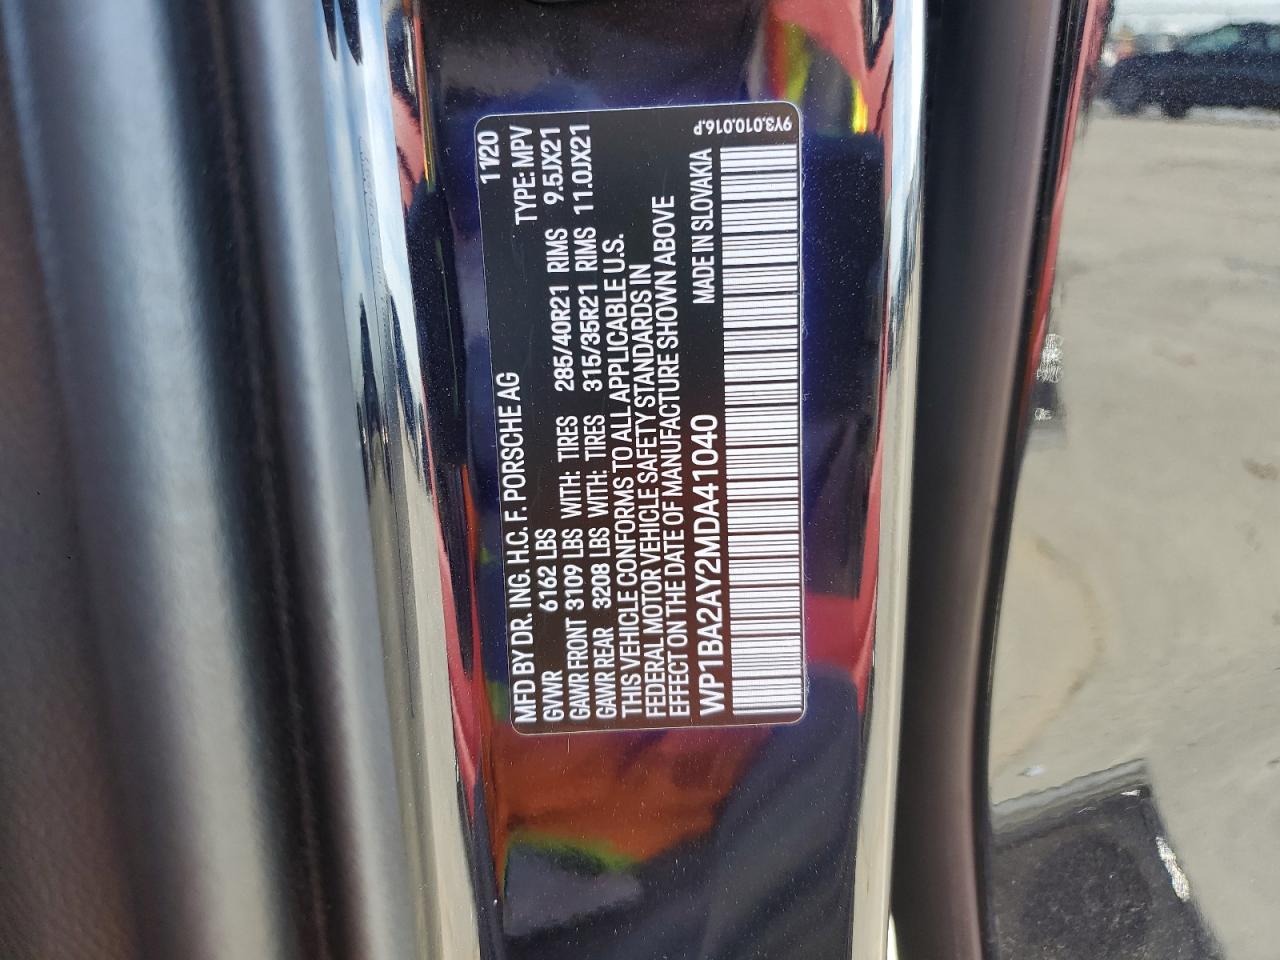 MFD BY DR. ING. H.C. F. PORSCHE AG 11/20
GVWR 6162 LBS TYPE: MPV
GAWR FRONT 3109 LBS WITH: TIRES 285/40R21 RIMS 9.5JX21
GAWR REAR 3208 LBS WITH: TIRES 315/35R21 RIMS 11.0JX21
THIS VEHICLE CONFORMS TO ALL APPLICABLE U.S.
FEDERAL MOTOR VEHICLE SAFETY STANDARDS IN
EFFECT ON THE DATE OF MANUFACTURE SHOWN ABOVE
WP1BA2AY2MDA41040 MADE IN SLOVAKIA
9Y3.010.016.P